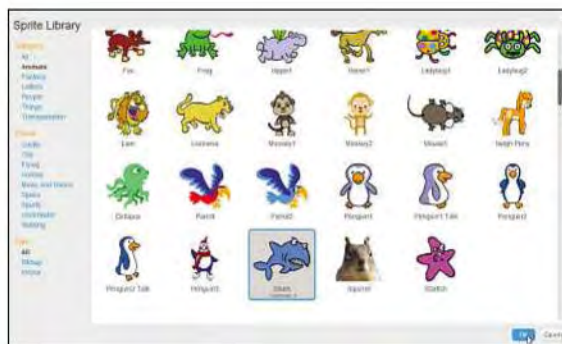 Sprite Library
Category
All
Animals
Fantasy
Letters
People
Things
Transportation
Theme
Castle
City
Flying
Holiday
Music and Dance
Space
Sports
Underwater
Walking
Type
All
Bitmap
Vector
Fox
Frog
Hippo1
Ladybug1
Ladybug2
Lion
Lioness
Monkey1
Monkey2
Mouse1
Neigh Pony
Octopus
Parrot
Parrot2
Penguin1
Penguin1 Talk
Penguin2
Penguin2 Talk
Penguin3
Shark
Squirrel
Starfish
OK
Cancel